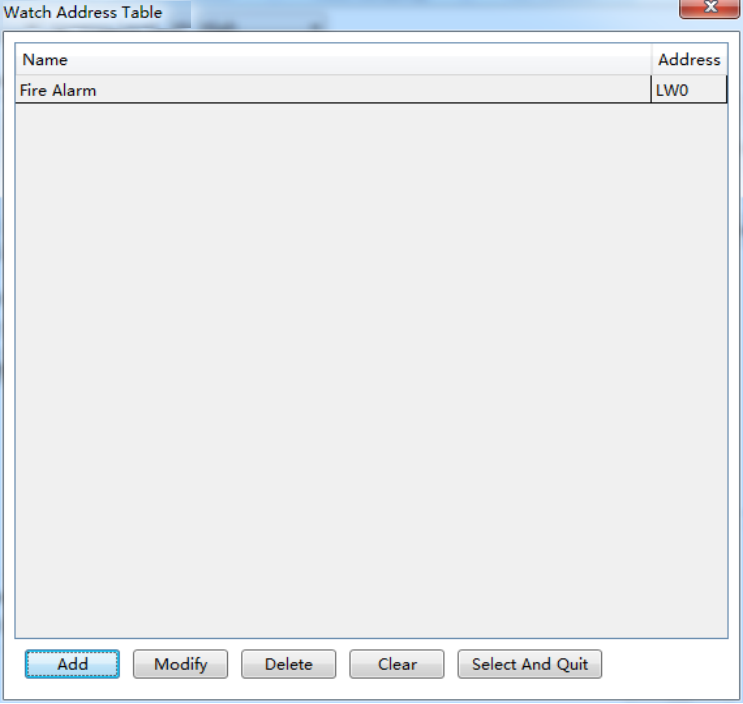 Watch Address Table
Name Address
Fire Alarm LW0
Add Modify Delete Clear Select And Quit